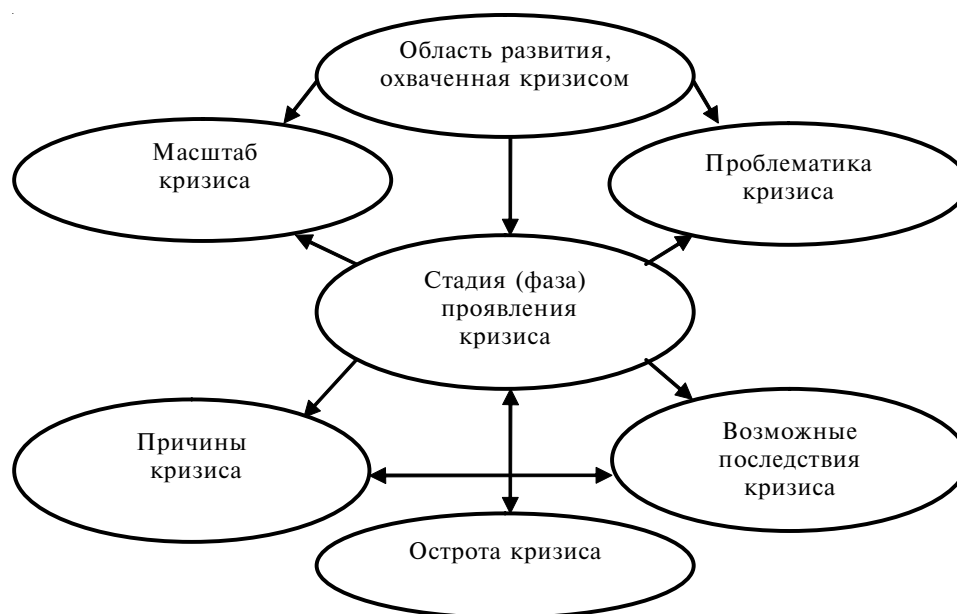 Область развития,
охваченная кризисом
Масштаб
кризиса
Проблематика
кризиса
Стадия (фаза)
проявления
кризиса
Причины
кризиса
Возможные
последствия
кризиса
Острота кризиса